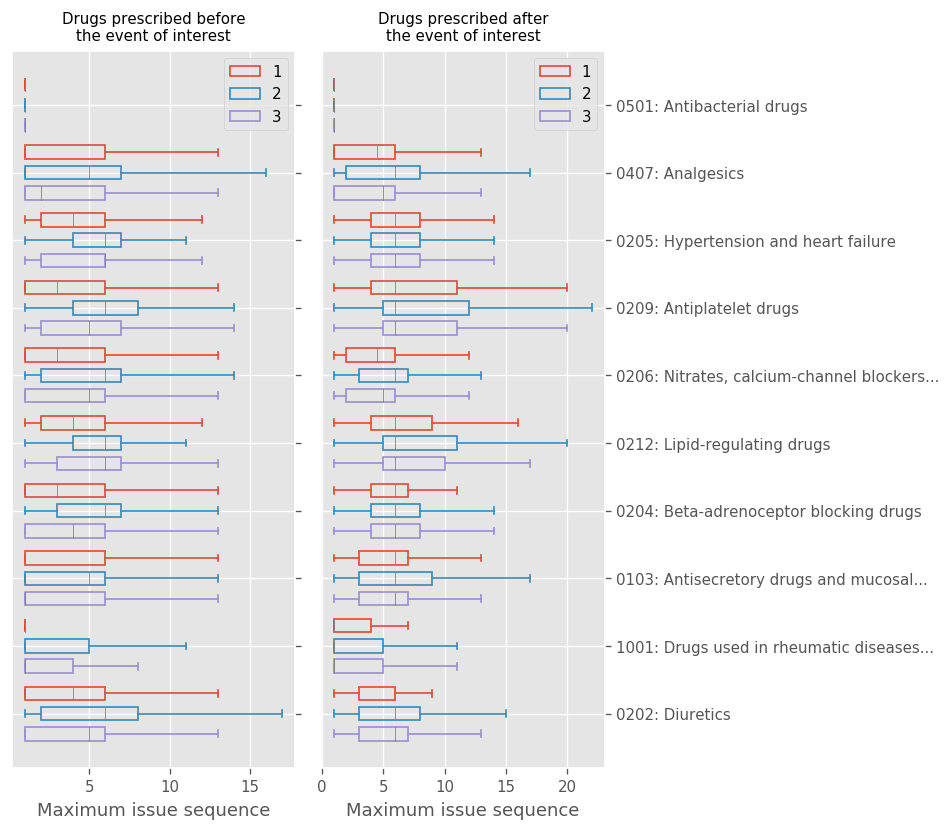 Drugs prescribed before
the event of interest
Drugs prescribed after
the event of interest
1
2
3
1
2
3
0501: Antibacterial drugs
0407: Analgesics
0205: Hypertension and heart failure
0209: Antiplatelet drugs
0206: Nitrates, calcium-channel blockers...
0212: Lipid-regulating drugs
0204: Beta-adrenoceptor blocking drugs
0103: Antisecretory drugs and mucosal...
1001: Drugs used in rheumatic diseases...
0202: Diuretics
5 10 15
0 5 10 15 20
Maximum issue sequence
Maximum issue sequence